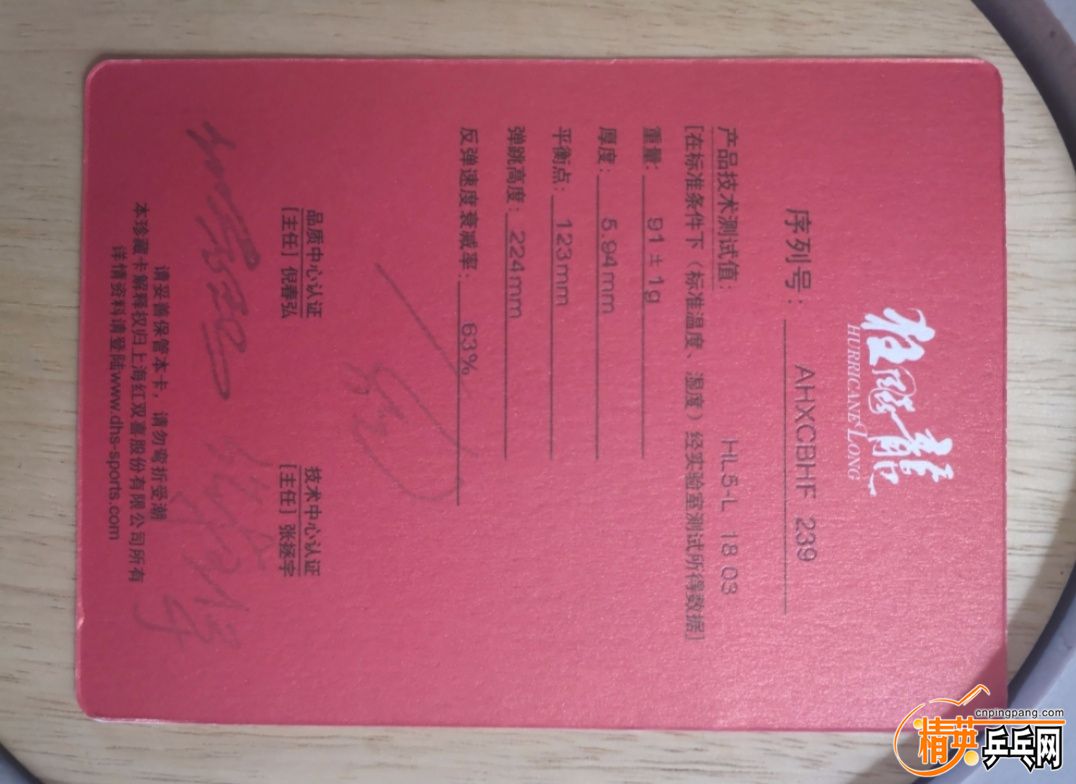 狂飚龍
HURRICANE LONG
序列号: AHXCBHF 239
HL5-L 18 03
产品技术测试值:
[在标准条件下(标准温度、湿度)经实验室测试所得数据]
重量: 91±1g
厚度: 5.94mm
平衡点: 123mm
弹跳高度: 224mm
反弹速度衰减率: 63%
品质中心认证 技术中心认证
[主任] 倪春弘 [主任] 张拯宇
请妥善保管本卡,请勿弯折受潮
本珍藏卡解释权归上海红双喜股份有限公司所有
详情资料请登陆www.dhs-sports.com
cnpingpang.com
精英乒乓网